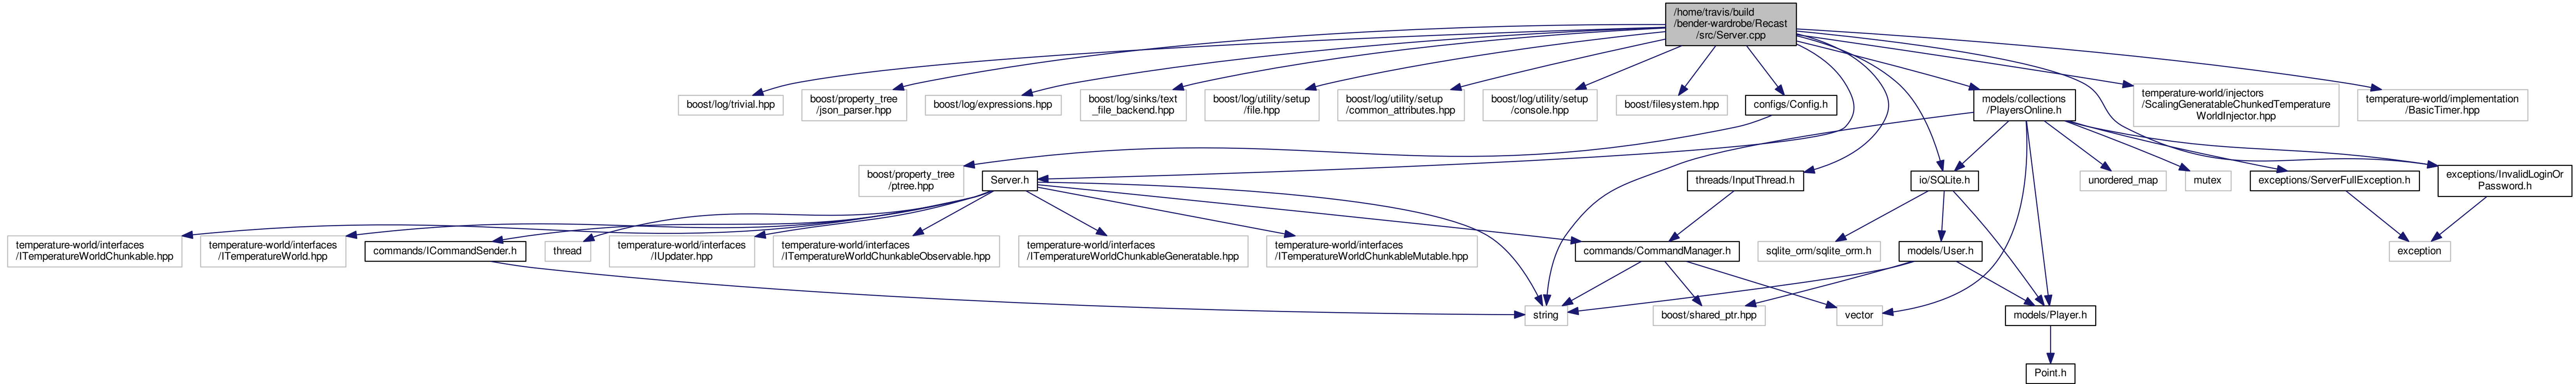 /home/travis/build
/bender-wardrobe/Recast
/src/Server.cpp
boost/log/trivial.hpp
boost/property_tree
/json_parser.hpp
boost/log/expressions.hpp
boost/log/sinks/text
_file_backend.hpp
boost/log/utility/setup
/file.hpp
boost/log/utility/setup
/common_attributes.hpp
boost/log/utility/setup
/console.hpp
boost/filesystem.hpp
configs/Config.h
models/collections
/PlayersOnline.h
temperature-world/injectors
/ScalingGeneratableChunkedTemperature
WorldInjector.hpp
temperature-world/implementation
/BasicTimer.hpp
boost/property_tree
/ptree.hpp
Server.h
threads/InputThread.h
io/SQLite.h
unordered_map
mutex
exceptions/ServerFullException.h
exceptions/InvalidLoginOr
Password.h
temperature-world/interfaces
/ITemperatureWorldChunkable.hpp
temperature-world/interfaces
/ITemperatureWorld.hpp
commands/ICommandSender.h
thread
temperature-world/interfaces
/IUpdater.hpp
temperature-world/interfaces
/ITemperatureWorldChunkableObservable.hpp
temperature-world/interfaces
/ITemperatureWorldChunkableGeneratable.hpp
temperature-world/interfaces
/ITemperatureWorldChunkableMutable.hpp
commands/CommandManager.h
sqlite_orm/sqlite_orm.h
models/User.h
exception
string
boost/shared_ptr.hpp
vector
models/Player.h
Point.h